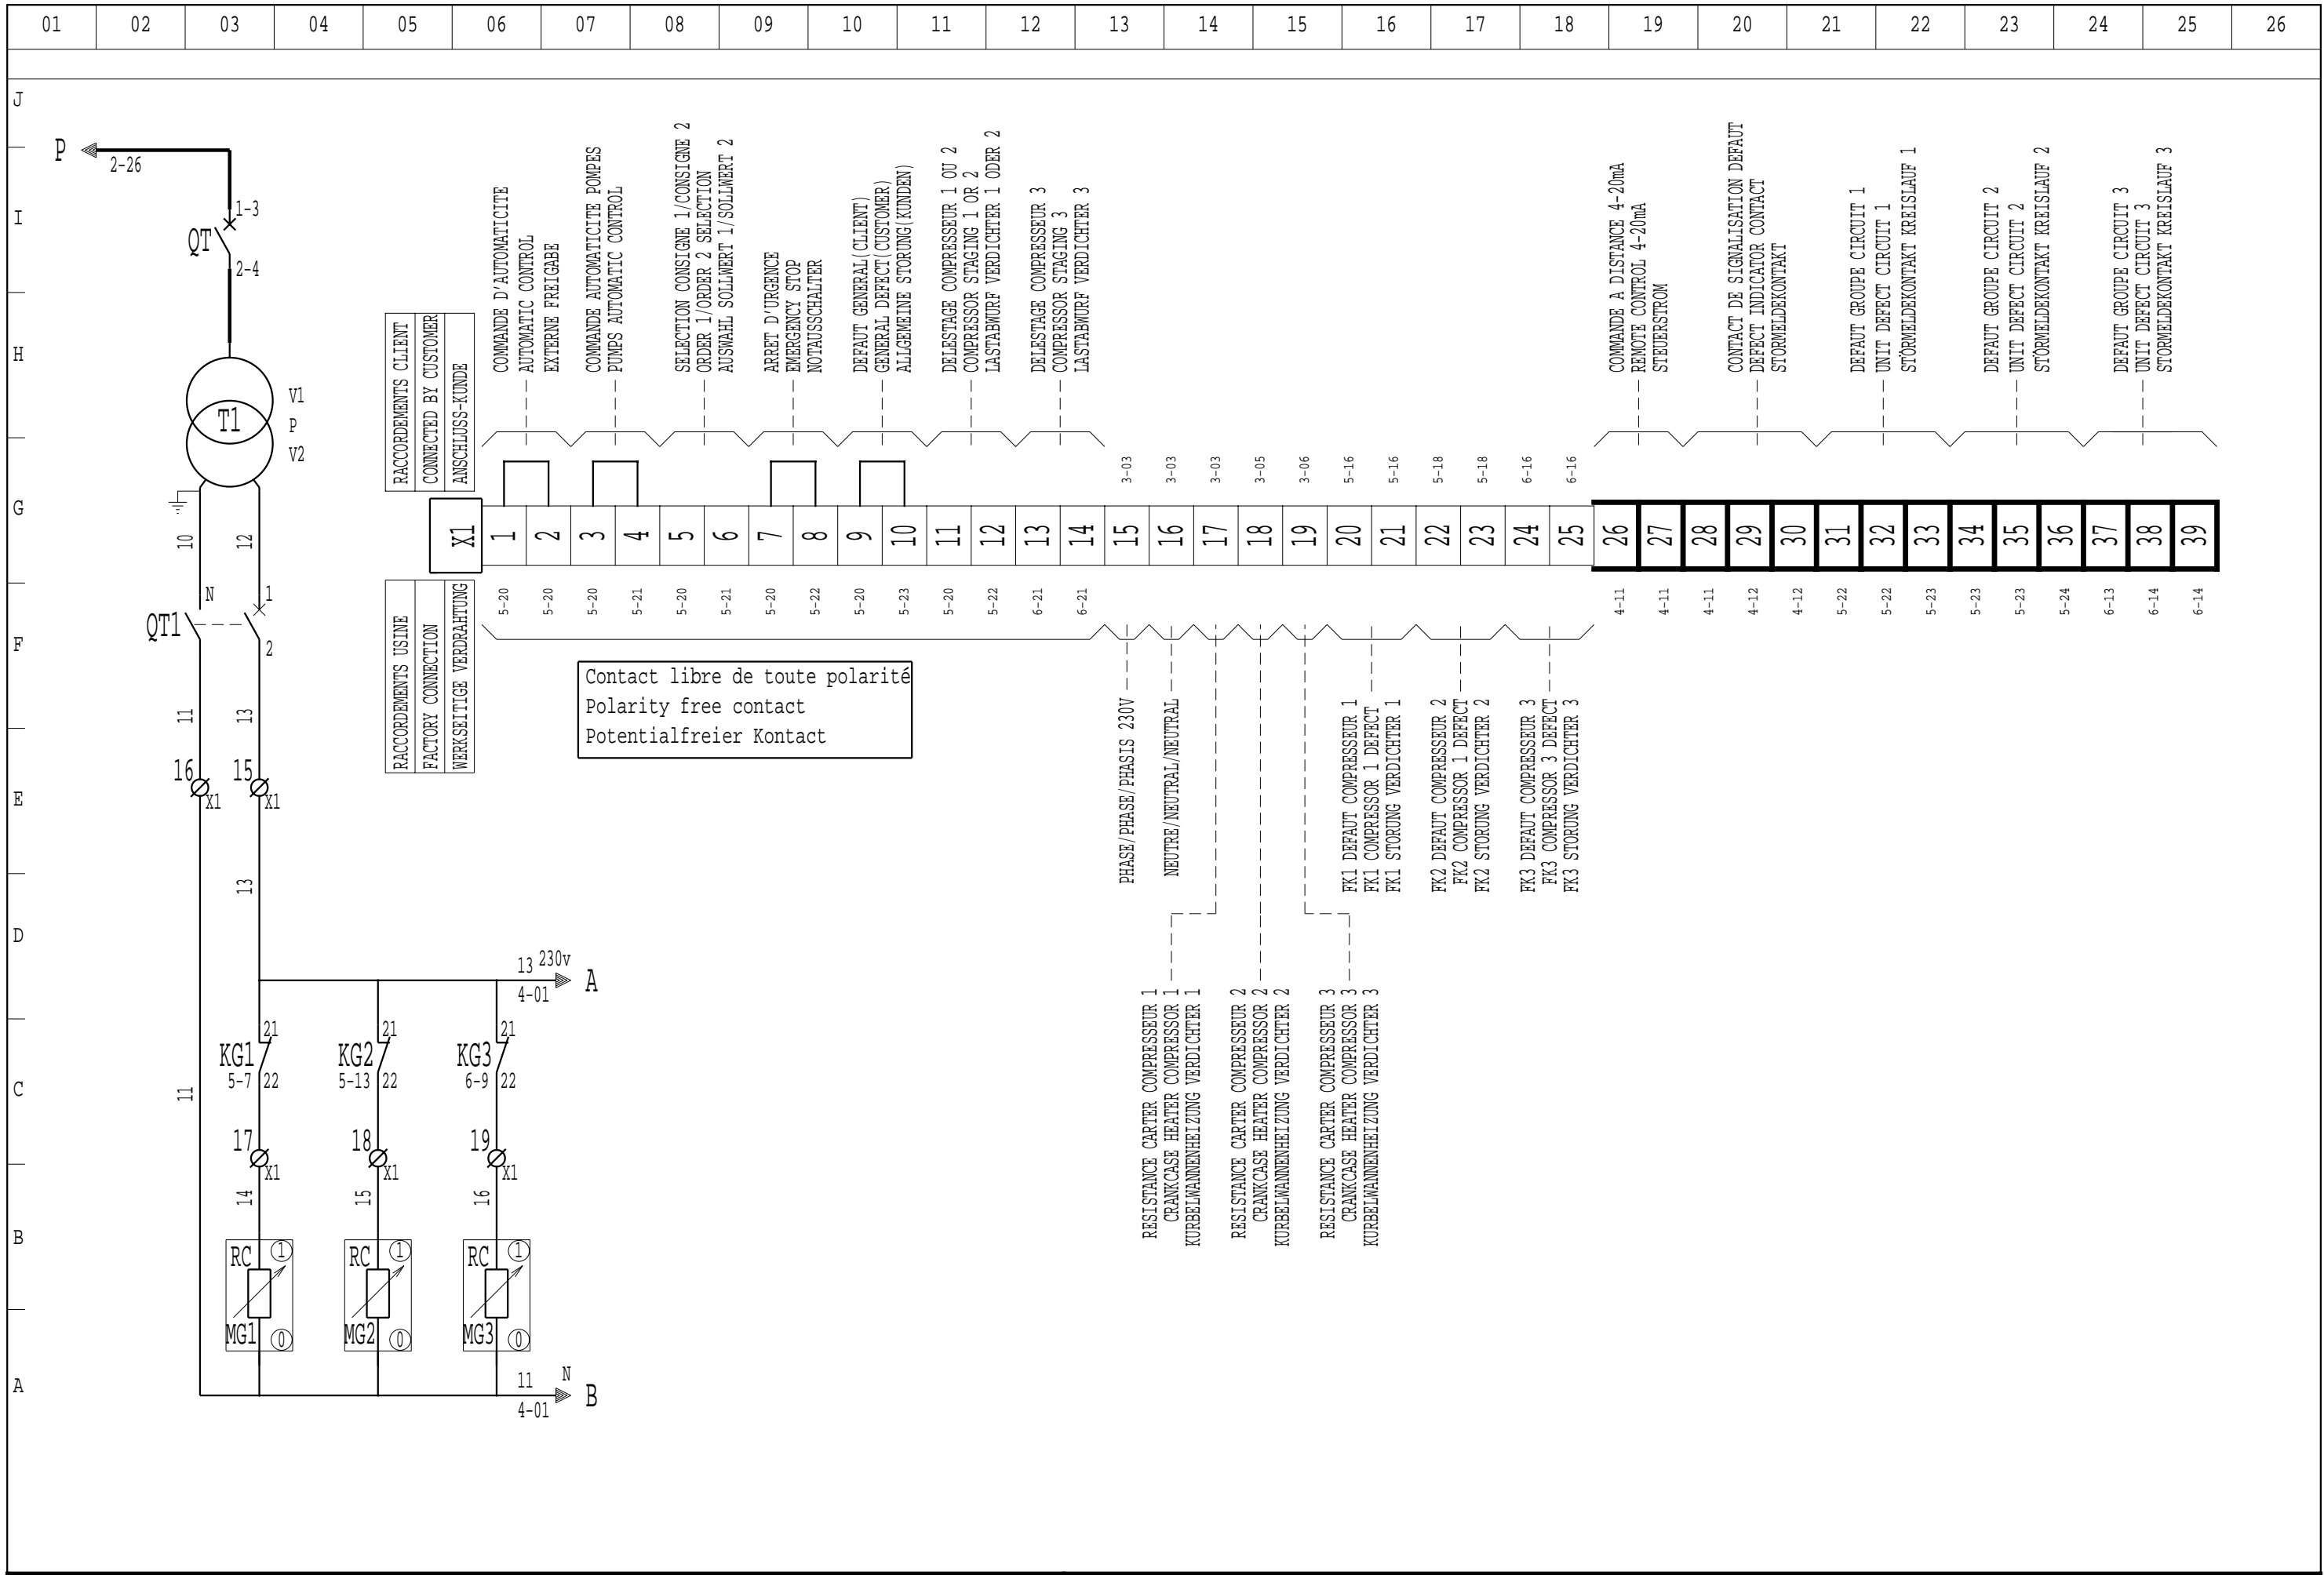 01 02 03 04 05 06 07 08 09 10 11 12 13 14 15 16 17 18 19 20 21 22 23 24 25 26
J
I
H
G
F
E
D
C
B
A
P
2-26
1-3
QT
2-4
T1
V1
P
V2
10
12
N
1
QT1
2
11
13
16
X1
15
X1
13
11
13 230v
4-01
A
21
KG1
5-7
22
21
KG2
5-13
22
21
KG3
6-9
22
17
X1
18
X1
19
X1
14
15
16
RC
1
MG1
0
RC
1
MG2
0
RC
1
MG3
0
11
N
4-01
B
RACCORDEMENTS CLIENT
CONNECTED BY CUSTOMER
ANSCHLUSS-KUNDE
RACCORDEMENTS USINE
FACTORY CONNECTION
WERKSEITIGE VERDRAHTUNG
COMMANDE D'AUTOMATICITE
AUTOMATIC CONTROL
EXTERNE FREIGABE
COMMANDE AUTOMATICITE POMPES
PUMPS AUTOMATIC CONTROL
SELECTION CONSIGNE 1/CONSIGNE 2
ORDER 1/ORDER 2 SELECTION
AUSWAHL SOLLWERT 1/SOLLWERT 2
ARRET D'URGENCE
EMERGENCY STOP
NOTAUSSCHALTER
DEFAUT GENERAL(CLIENT)
GENERAL DEFECT(CUSTOMER)
ALLGMEINE STORUNG(KUNDEN)
DELESTAGE COMPRESSEUR 1 OU 2
COMPRESSOR STAGING 1 OR 2
LASTABWURF VERDICHTER 1 ODER 2
DELESTAGE COMPRESSEUR 3
COMPRESSOR STAGING 3
LASTABWURF VERDICHTER 3
COMMANDE A DISTANCE 4-20mA
REMOTE CONTROL 4-20mA
STEUERSTROM
CONTACT DE SIGNALISATION DEFAUT
DEFECT INDICATOR CONTACT
STORMELDEKONTAKT
DEFAUT GROUPE CIRCUIT 1
UNIT DEFECT CIRCUIT 1
STÖRMELDEKONTAKT KREISLAUF 1
DEFAUT GROUPE CIRCUIT 2
UNIT DEFECT CIRCUIT 2
STÖRMELDEKONTAKT KREISLAUF 2
DEFAUT GROUPE CIRCUIT 3
UNIT DEFECT CIRCUIT 3
STORMELDEKONTAKT KREISLAUF 3
3-03 3-03 3-03 3-05 3-06 5-16 5-16 5-18 5-18 6-16 6-16
X1 1 2 3 4 5 6 7 8 9 10 11 12 13 14 15 16 17 18 19 20 21 22 23 24 25 26 27 28 29 30 31 32 33 34 35 36 37 38 39
5-20 5-20 5-20 5-21 5-20 5-21 5-20 5-22 5-20 5-23 5-20 5-22 6-21 6-21 4-11 4-11 4-11 4-12 4-12 5-22 5-22 5-23 5-23 5-23 5-24 6-13 6-14 6-14
Contact libre de toute polarité
Polarity free contact
Potentialfreier Kontact
PHASE/PHASE/PHASIS 230V
NEUTRE/NEUTRAL/NEUTRAL
FK1 DEFAUT COMPRESSEUR 1
FK1 COMPRESSOR 1 DEFECT
FK1 STORUNG VERDICHTER 1
FK2 DEFAUT COMPRESSEUR 2
FK2 COMPRESSOR 1 DEFECT
FK2 STORUNG VERDICHTER 2
FK3 DEFAUT COMPRESSEUR 3
FK3 COMPRESSOR 3 DEFECT
FK3 STORUNG VERDICHTER 3
RESISTANCE CARTER COMPRESSEUR 1
CRANKCASE HEATER COMPRESSOR 1
KURBELWANNENHEIZUNG VERDICHTER 1
RESISTANCE CARTER COMPRESSEUR 2
CRANKCASE HEATER COMPRESSOR 2
KURBELWANNENHEIZUNG VERDICHTER 2
RESISTANCE CARTER COMPRESSEUR 3
CRANKCASE HEATER COMPRESSOR 3
KURBELWANNENHEIZUNG VERDICHTER 3